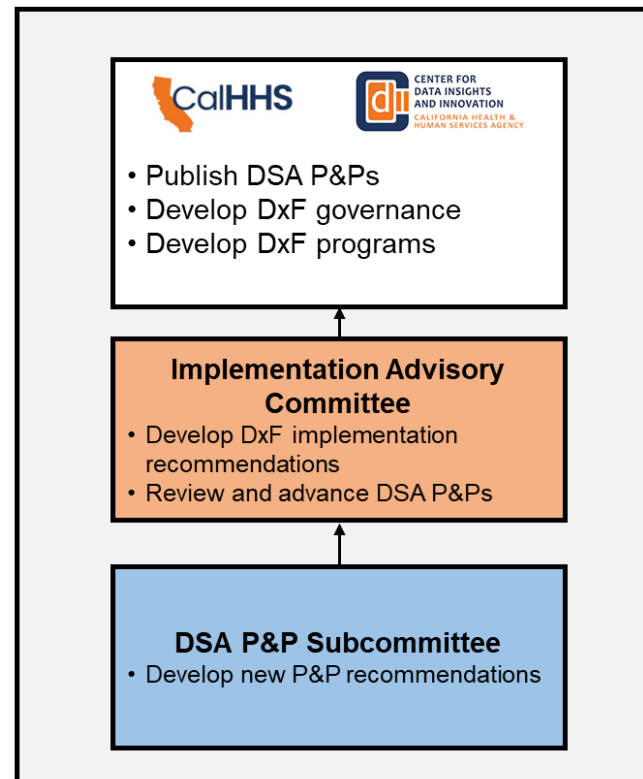 CalHHS
CENTER FOR
DATA INSIGHTS
AND INNOVATION
CALIFORNIA HEALTH &
HUMAN SERVICES AGENCY
cdii
• Publish DSA P&Ps
• Develop DxF governance
• Develop DxF programs
Implementation Advisory
Committee
• Develop DxF implementation
recommendations
• Review and advance DSA P&Ps
DSA P&P Subcommittee
• Develop new P&P recommendations